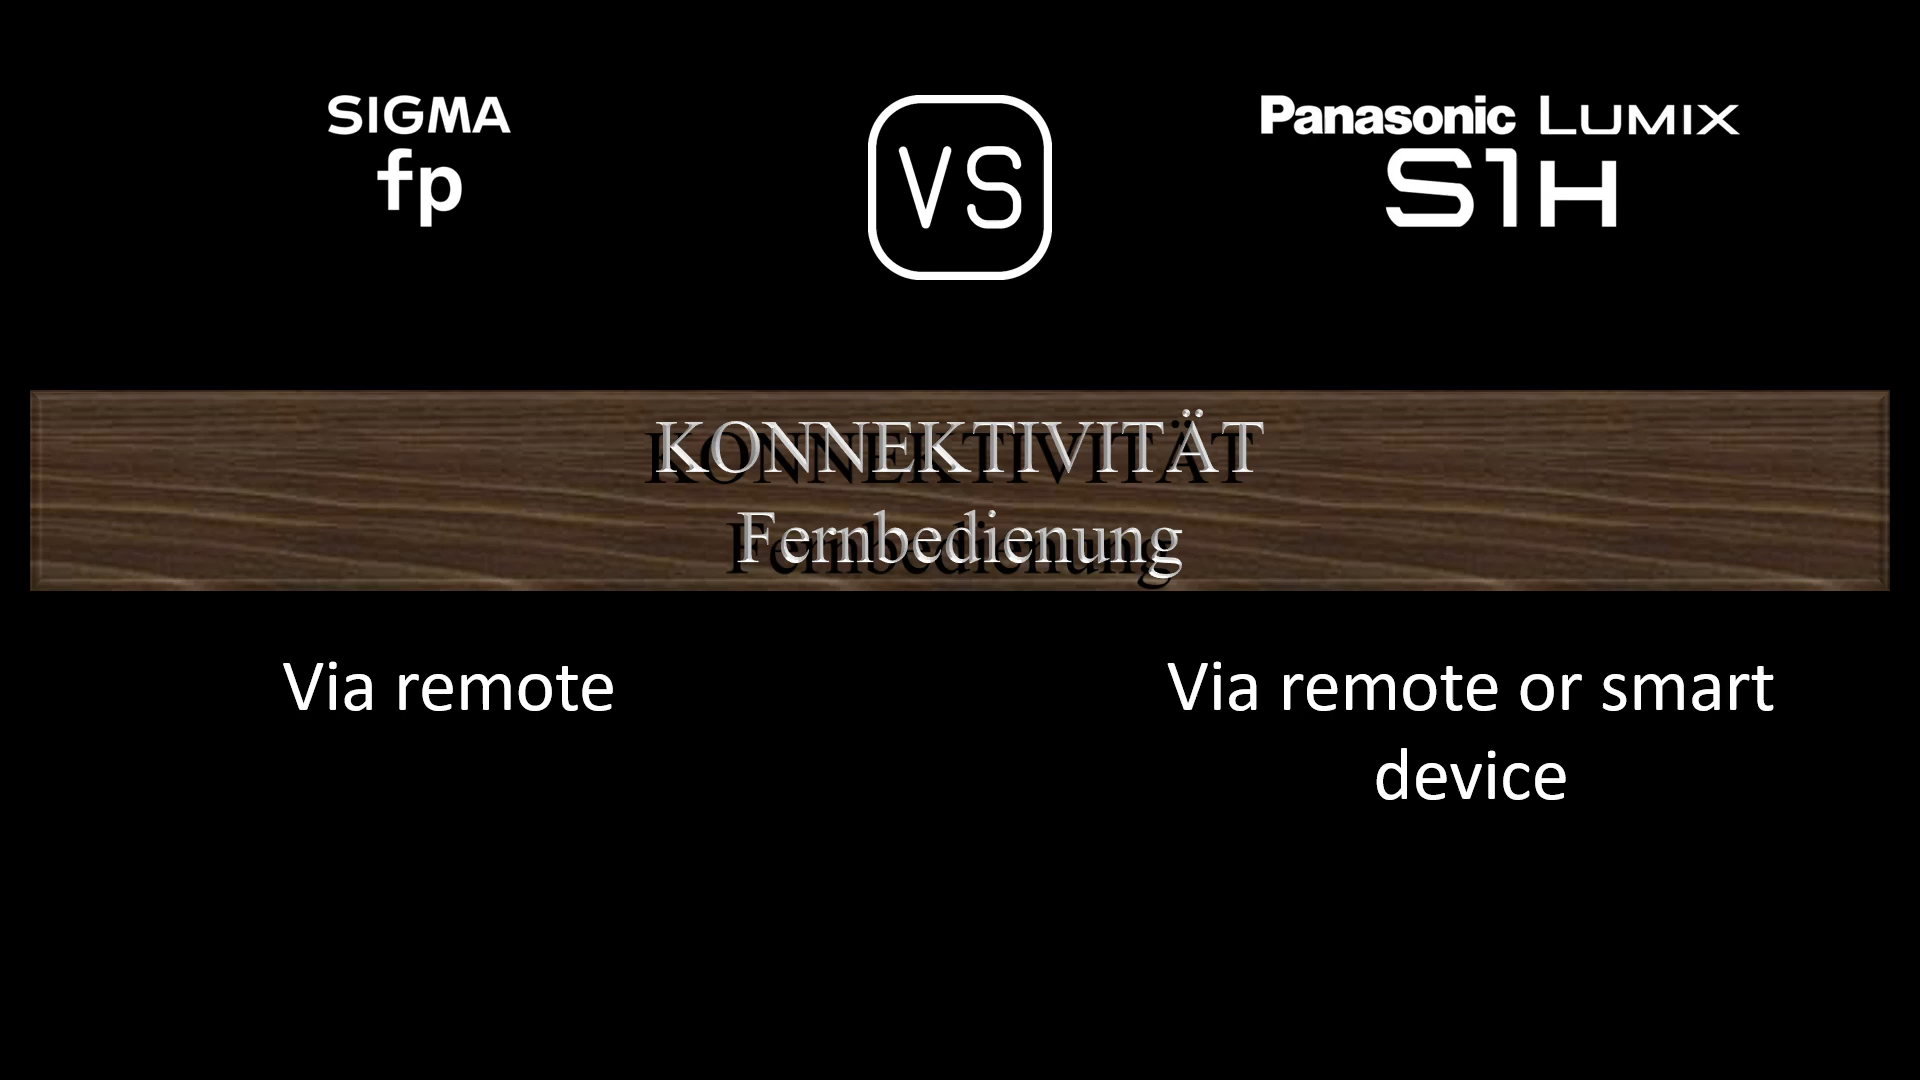 SIGMA
fp
VS
Panasonic LUMIX
S1H
KONNEKTIVITÄT
Fernbedienung
Via remote
Via remote or smart
device